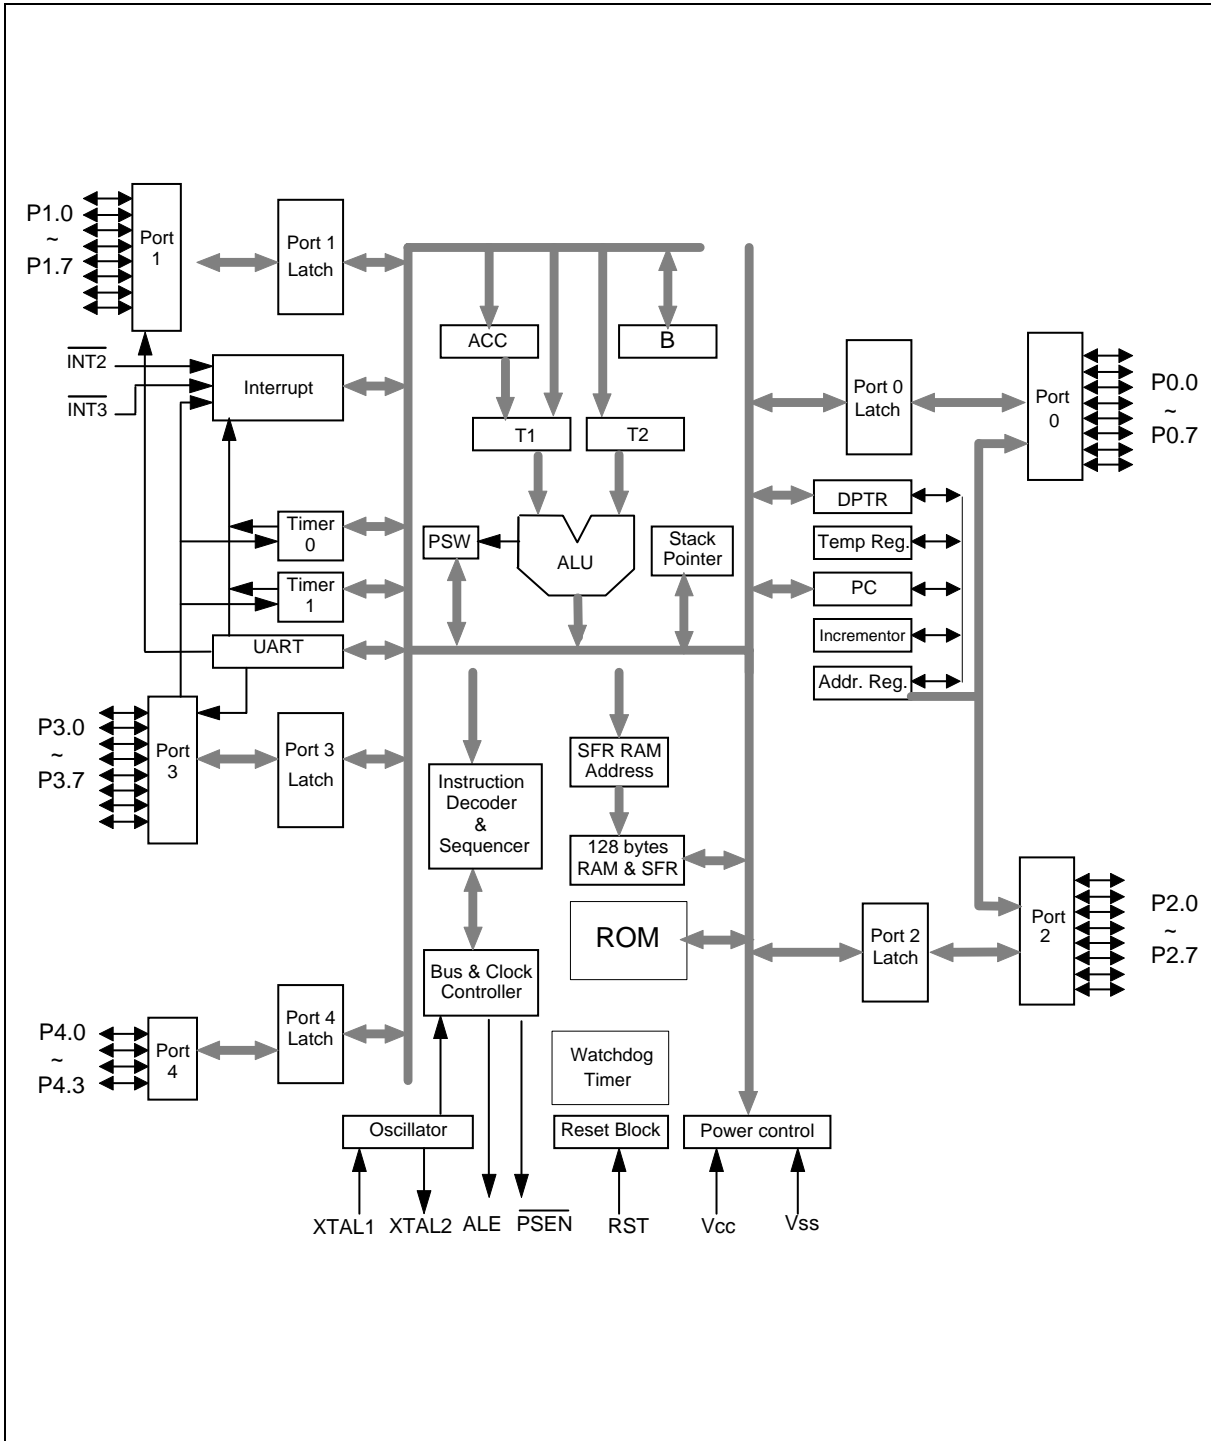 P1.0
~
P1.7
Port
1
Port 1
Latch
INT2
INT3
Interrupt
ACC
B
T1
T2
PSW
ALU
Stack
Pointer
Timer
0
Timer
1
UART
Port 0
Latch
Port
0
P0.0
~
P0.7
DPTR
Temp Reg.
PC
Incrementor
Addr. Reg.
P3.0
~
P3.7
Port
3
Port 3
Latch
Instruction
Decoder
&
Sequencer
SFR RAM
Address
128 bytes
RAM & SFR
ROM
Port 2
Latch
Port
2
P2.0
~
P2.7
Bus & Clock
Controller
P4.0
~
P4.3
Port
4
Port 4
Latch
Watchdog
Timer
Oscillator
Reset Block
Power control
XTAL1
XTAL2
ALE
PSEN
RST
Vcc
Vss